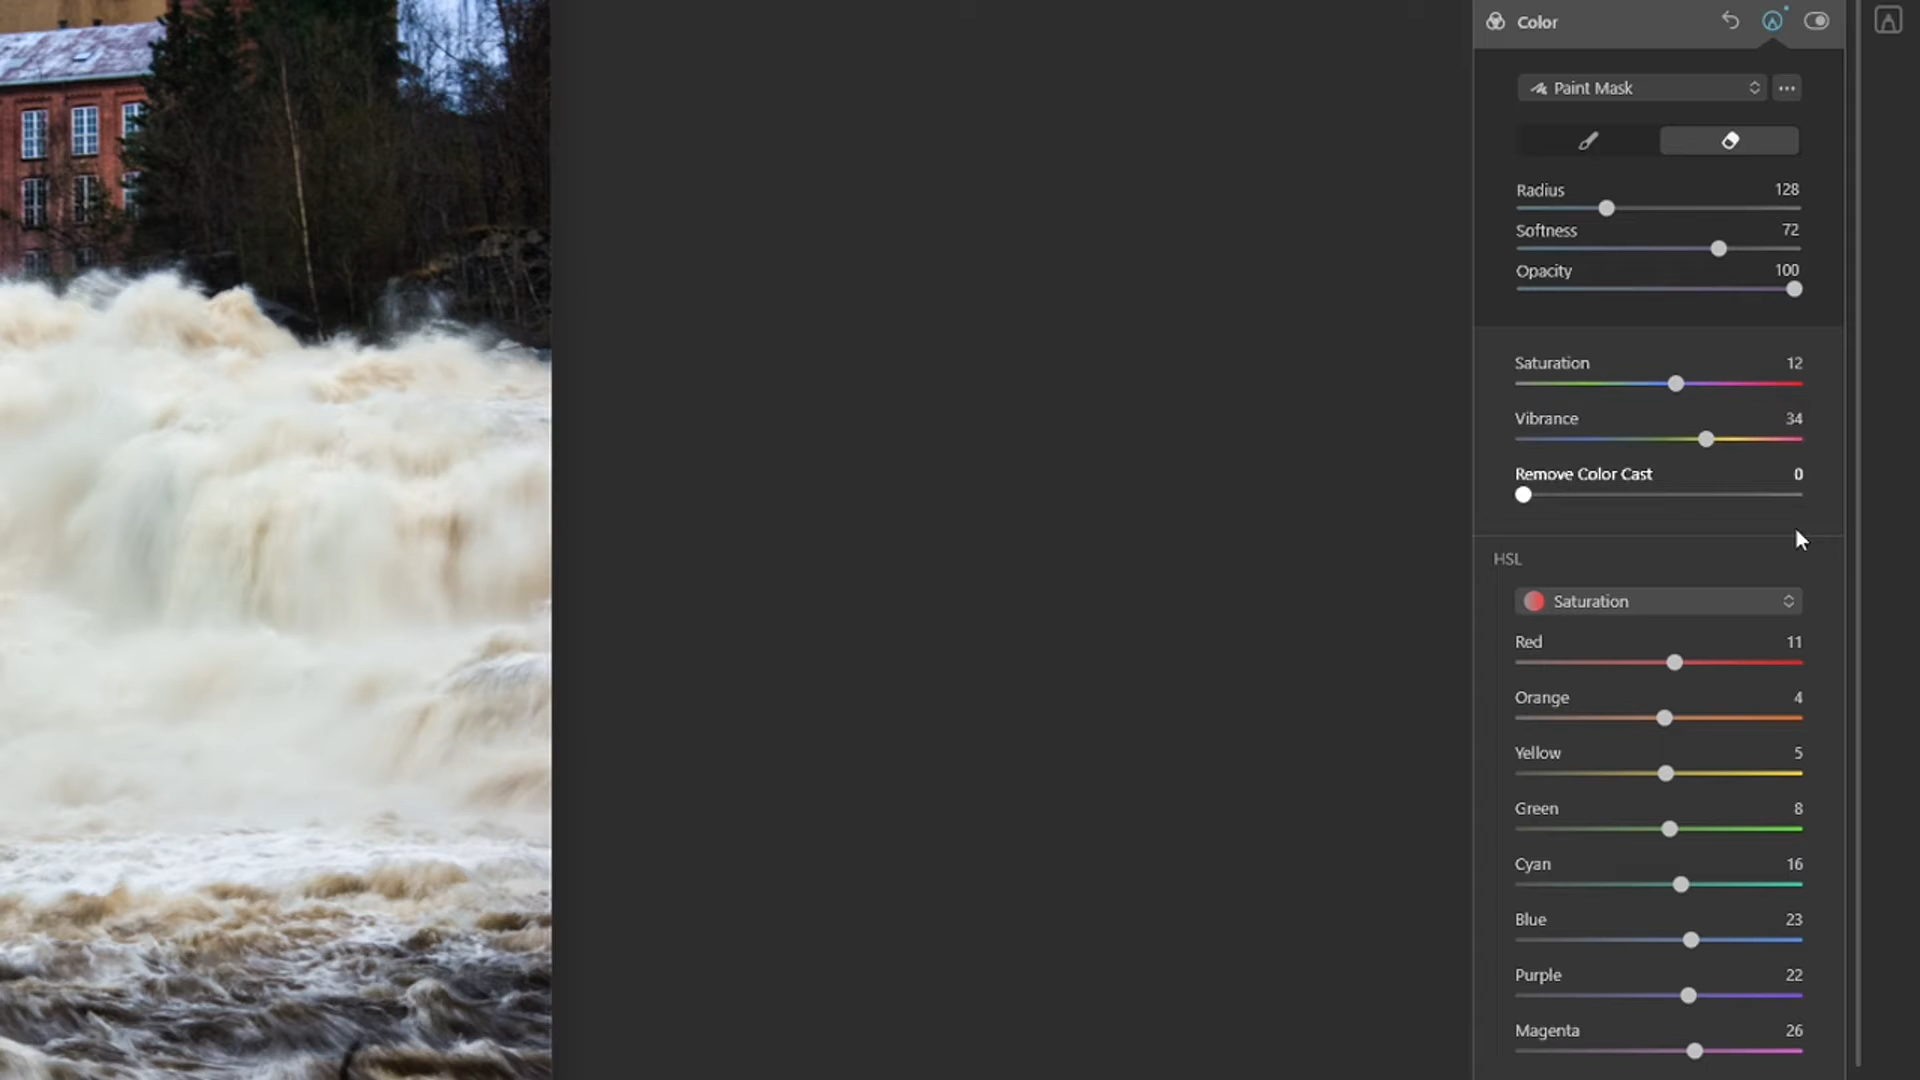 Color
Paint Mask
Radius 128
Softness 72
Opacity 100
Saturation 12
Vibrance 34
Remove Color Cast 0
HSL
Saturation
Red 11
Orange 4
Yellow 5
Green 8
Cyan 16
Blue 23
Purple 22
Magenta 26